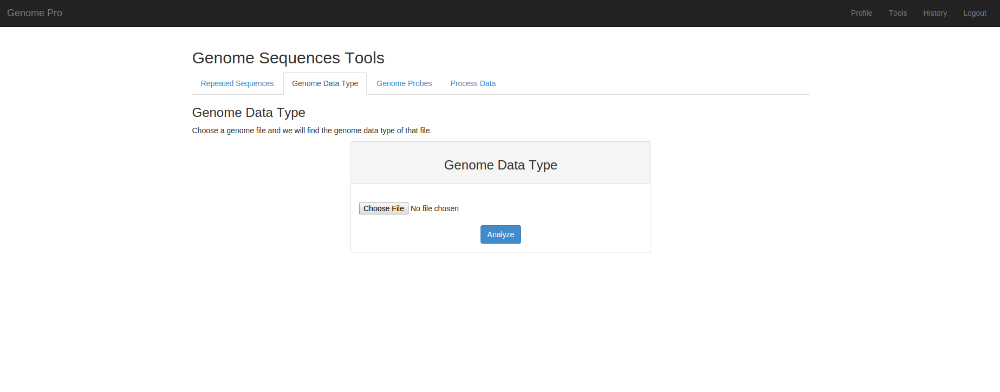 Genome Pro Profile Tools History Logout
Genome Sequences Tools
Repeated Sequences Genome Data Type Genome Probes Process Data
Genome Data Type
Choose a genome file and we will find the genome data type of that file.
Genome Data Type
Choose File No file chosen
Analyze